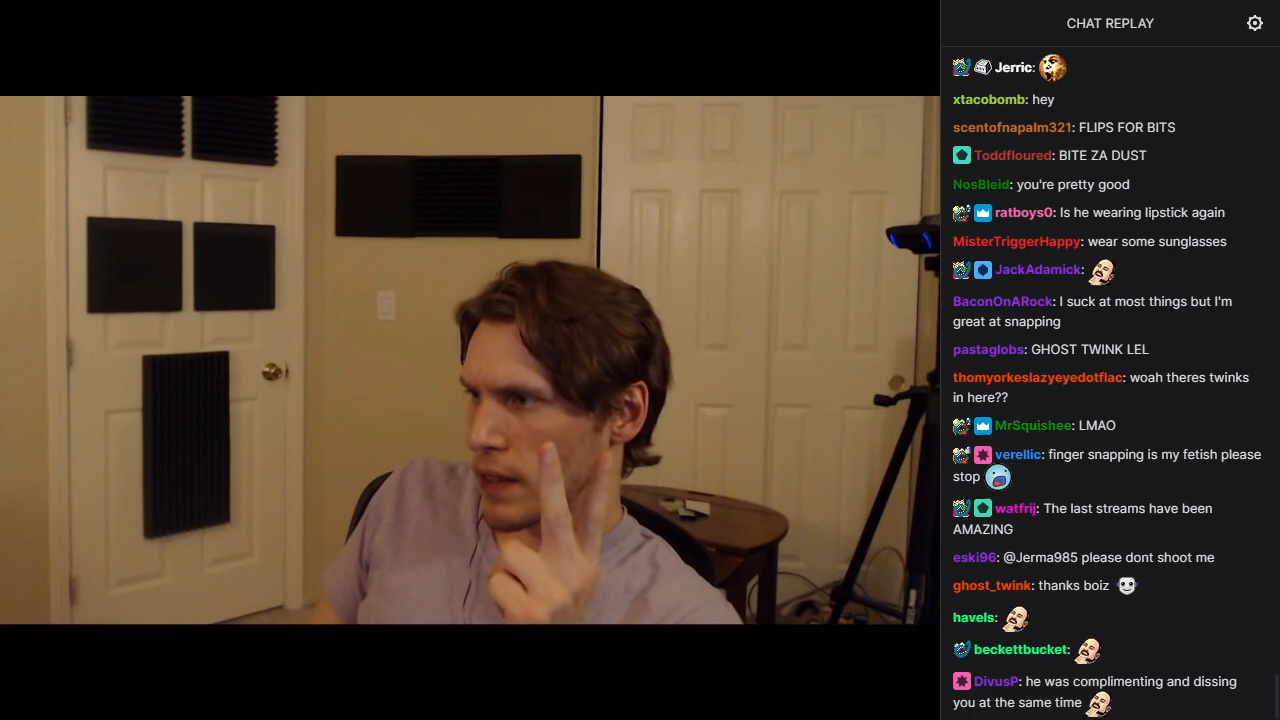 CHAT REPLAY
Jerric:
xtacobomb: hey
scentofnapalm321: FLIPS FOR BITS
Toddfloured: BITE ZA DUST
NosBleid: you're pretty good
ratboys0: Is he wearing lipstick again
MisterTriggerHappy: wear some sunglasses
JackAdamick:
BaconOnARock: I suck at most things but I'm
great at snapping
pastaglobs: GHOST TWINK LEL
thomyorkeslazyeyedotflac: woah theres twinks
in here??
MrSquishee: LMAO
verellic: finger snapping is my fetish please
stop
watfrij: The last streams have been
AMAZING
eski96: @Jerma985 please dont shoot me
ghost_twink: thanks boiz
havels:
beckettbucket:
DivusP: he was complimenting and dissing
you at the same time